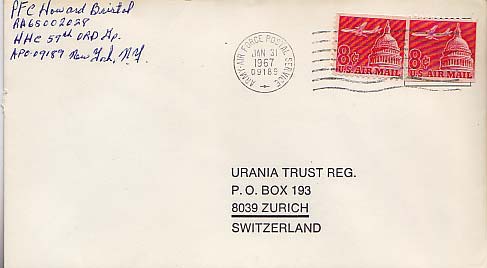 PFC Howard Bristol
RA65002028
HHC 57th ORD Gp.
APO-09189 New York, N.Y.
ARMY-AIR FORCE POSTAL SERVICE
JAN 31
1967
09189
8¢
U.S. AIR MAIL
8¢
U.S. AIR MAIL
URANIA TRUST REG.
P.O. BOX 193
8039 ZURICH
SWITZERLAND